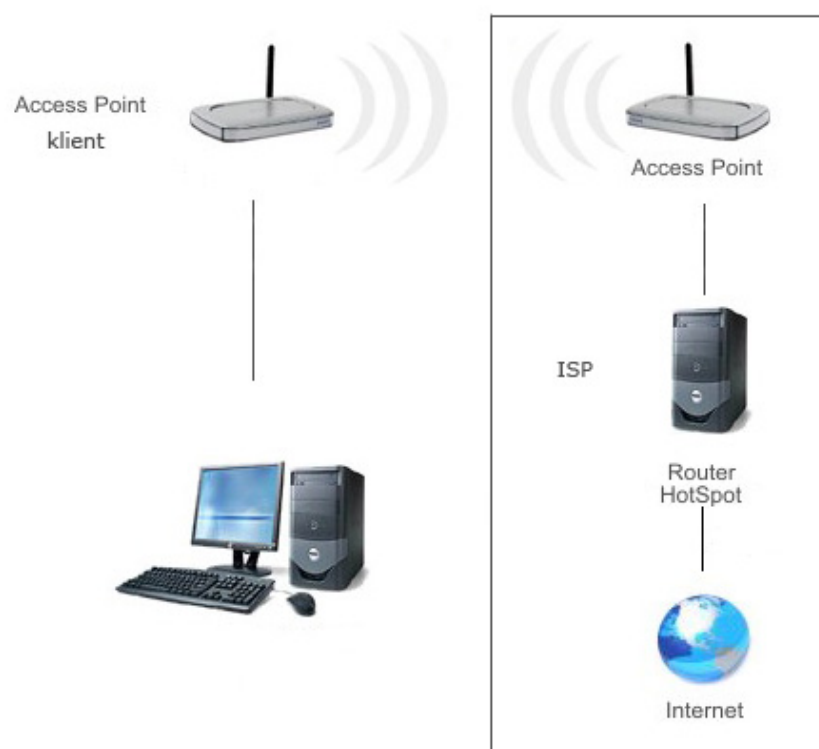 Access Point
klient
Access Point
ISP
Router
HotSpot
Internet